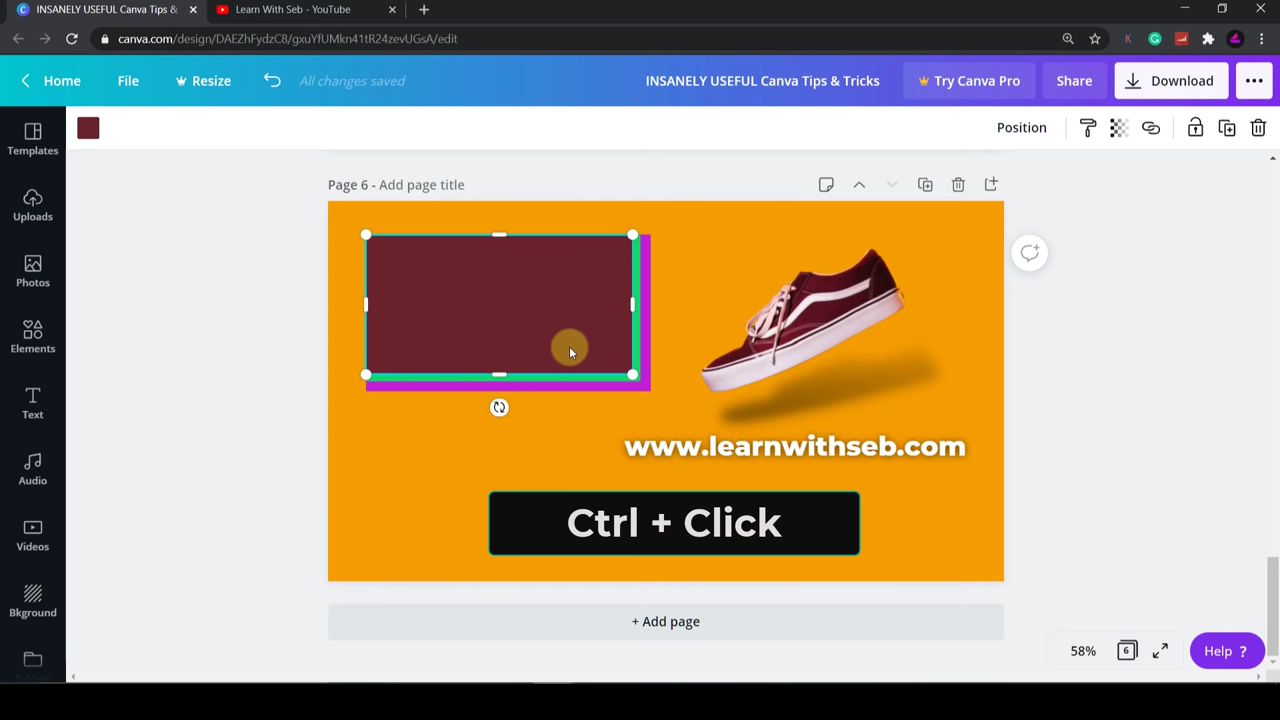 INSANELY USEFUL Canva Tips &
Learn With Seb - YouTube
canva.com/design/DAEZhFydzC8/gxuYfUMkn41tR24zevUGsA/edit
Home
File
Resize
All changes saved
INSANELY USEFUL Canva Tips & Tricks
Try Canva Pro
Share
Download
Position
Templates
Uploads
Photos
Elements
Text
Audio
Videos
Bkground
Page 6 - Add page title
www.learnwithseb.com
Ctrl + Click
+ Add page
58%
6
Help ?